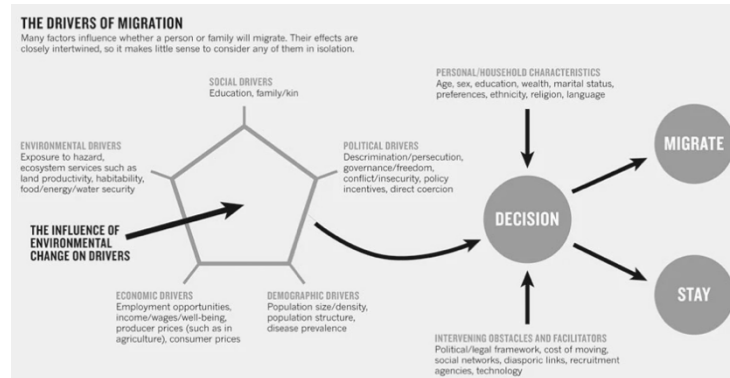 THE DRIVERS OF MIGRATION
Many factors influence whether a person or family will migrate. Their effects are
closely intertwined, so it makes little sense to consider any of them in isolation.
SOCIAL DRIVERS
Education, family/kin
ENVIRONMENTAL DRIVERS
Exposure to hazard,
ecosystem services such as
land productivity, habitability,
food/energy/water security
POLITICAL DRIVERS
Descrimination/persecution,
governance/freedom,
conflict/insecurity, policy
incentives, direct coercion
THE INFLUENCE OF
ENVIRONMENTAL
CHANGE ON DRIVERS
ECONOMIC DRIVERS
Employment opportunities,
income/wages/well-being,
producer prices (such as in
agriculture), consumer prices
DEMOGRAPHIC DRIVERS
Population size/density,
population structure,
disease prevalence
PERSONAL/HOUSEHOLD CHARACTERISTICS
Age, sex, education, wealth, marital status,
preferences, ethnicity, religion, language
DECISION
MIGRATE
STAY
INTERVENING OBSTACLES AND FACILITATORS
Political/legal framework, cost of moving,
social networks, diasporic links, recruitment
agencies, technology